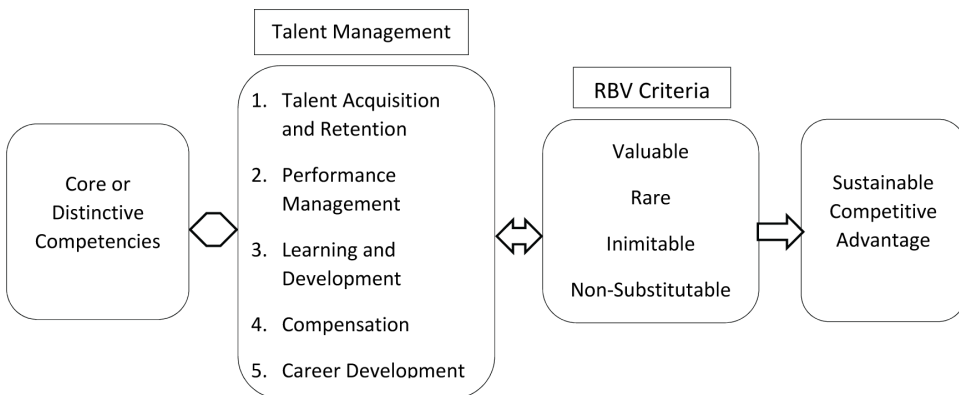 Talent Management
Core or
Distinctive
Competencies
1. Talent Acquisition
and Retention
2. Performance
Management
3. Learning and
Development
4. Compensation
5. Career Development
RBV Criteria
Valuable
Rare
Inimitable
Non-Substitutable
Sustainable
Competitive
Advantage